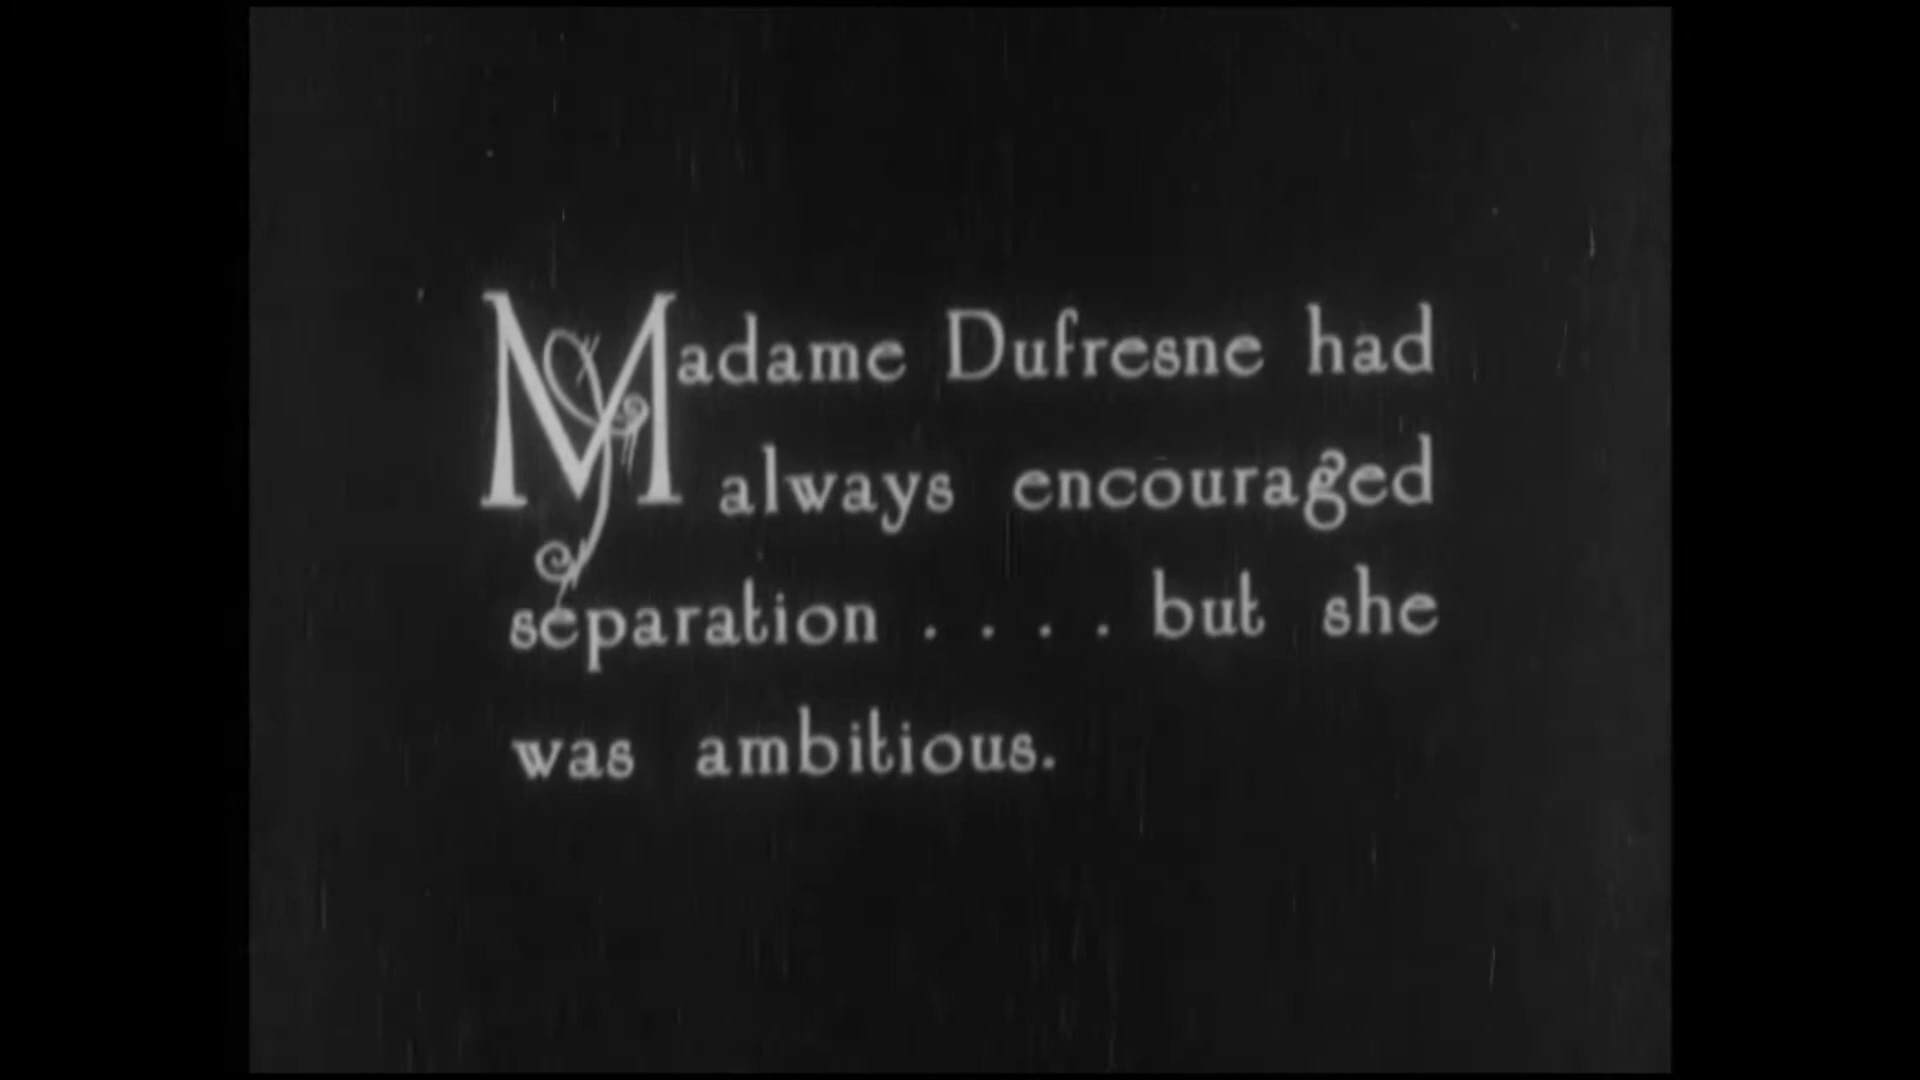 Madame Dufresne had
always encouraged
separation . . . . but she
was ambitious.